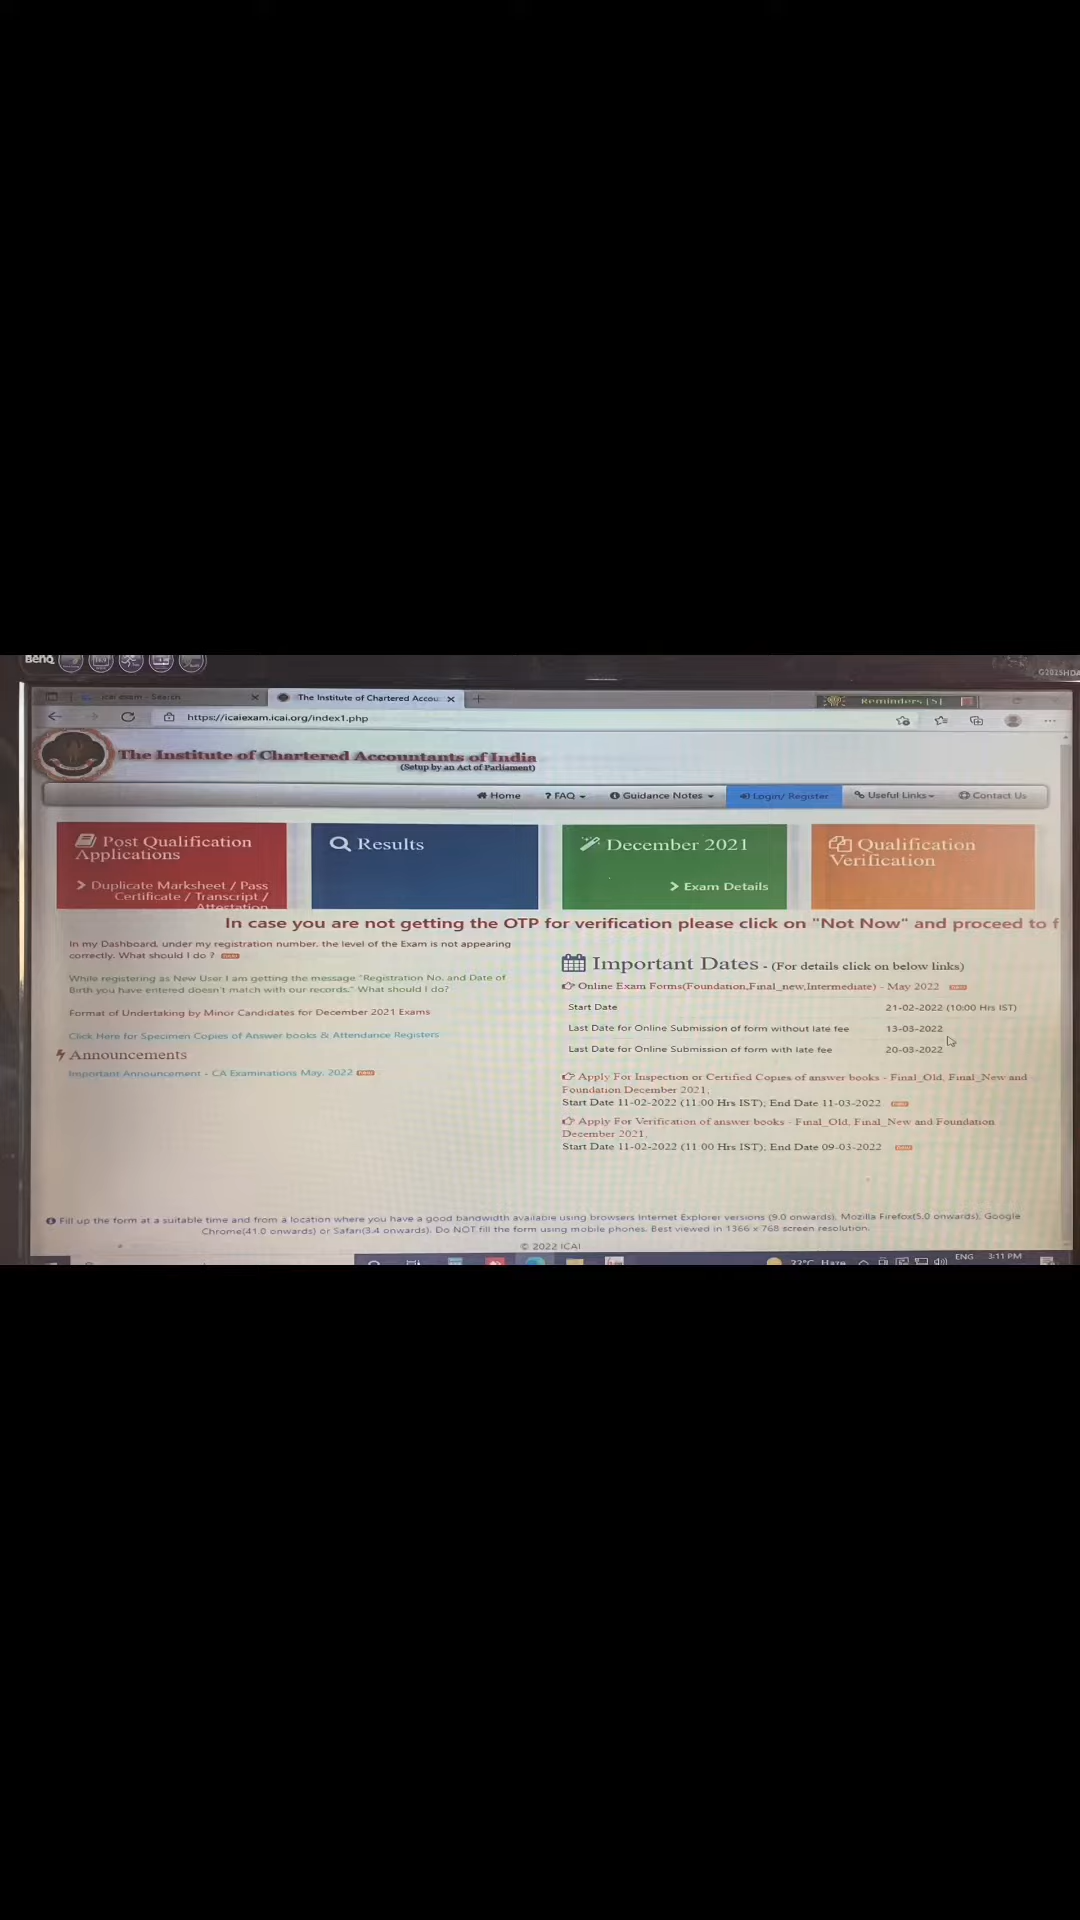 BenQ
G2025HDA
icai exam - Search
The Institute of Chartered Accou
Reminders [5]
https://icaiexam.icai.org/index1.php
The Institute of Chartered Accountants of India
(Setup by an Act of Parliament)
Home
? FAQ
Guidance Notes
Login/ Register
Useful Links
Contact Us
Post Qualification
Applications
Duplicate Marksheet / Pass
Certificate / Transcript /
Attestation
Results
December 2021
Exam Details
Qualification
Verification
In case you are not getting the OTP for verification please click on "Not Now" and proceed to f
In my Dashboard, under my registration number, the level of the Exam is not appearing
correctly. What should I do ?
While registering as New User I am getting the message "Registration No. and Date of
Birth you have entered doesn't match with our records." What should I do?
Format of Undertaking by Minor Candidates for December 2021 Exams
Click Here for Specimen Copies of Answer books & Attendance Registers
Announcements
Important Announcement - CA Examinations May, 2022
Important Dates - (For details click on below links)
Online Exam Forms(Foundation,Final_new,Intermediate) - May 2022
Start Date 21-02-2022 (10:00 Hrs IST)
Last Date for Online Submission of form without late fee 13-03-2022
Last Date for Online Submission of form with late fee 20-03-2022
Apply For Inspection or Certified Copies of answer books - Final_Old, Final_New and
Foundation December 2021,
Start Date 11-02-2022 (11:00 Hrs IST); End Date 11-03-2022
Apply For Verification of answer books - Final_Old, Final_New and Foundation
December 2021,
Start Date 11-02-2022 (11:00 Hrs IST); End Date 09-03-2022
Fill up the form at a suitable time and from a location where you have a good bandwidth available using browsers Internet Explorer versions (9.0 onwards), Mozilla Firefox(5.0 onwards), Google
Chrome(41.0 onwards) or Safari(3.4 onwards). Do NOT fill the form using mobile phones. Best viewed in 1366 x 768 screen resolution.
© 2022 ICAI
Haze
ENG
3:11 PM